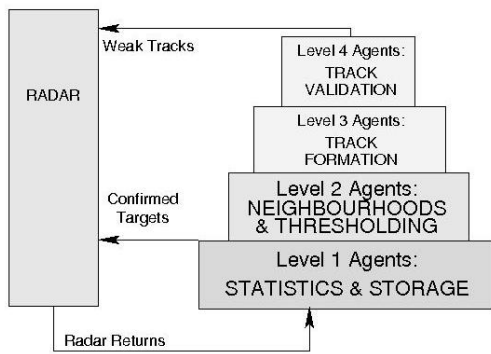 Weak Tracks
RADAR
Level 4 Agents:
TRACK
VALIDATION
Level 3 Agents:
TRACK
FORMATION
Confirmed
Targets
Level 2 Agents:
NEIGHBOURHOODS
& THRESHOLDING
Level 1 Agents:
STATISTICS & STORAGE
Radar Returns